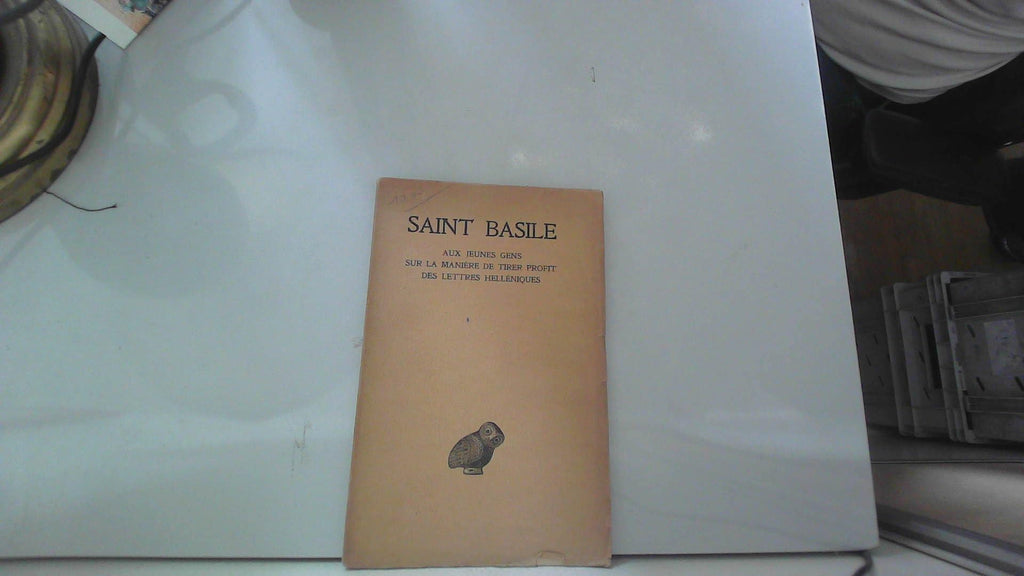 SAINT BASILE
AUX JEUNES GENS
SUR LA MANIÈRE DE TIRER PROFIT
DES LETTRES HELLÉNIQUES